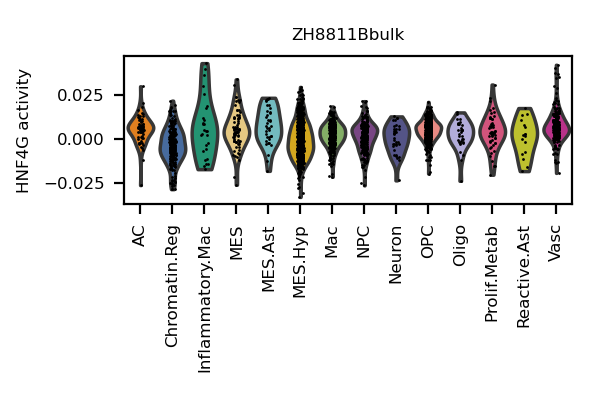 ZH8811Bbulk
HNF4G activity
0.025
0.000
−0.025
AC
Chromatin.Reg
Inflammatory.Mac
MES
MES.Ast
MES.Hyp
Mac
NPC
Neuron
OPC
Oligo
Prolif.Metab
Reactive.Ast
Vasc